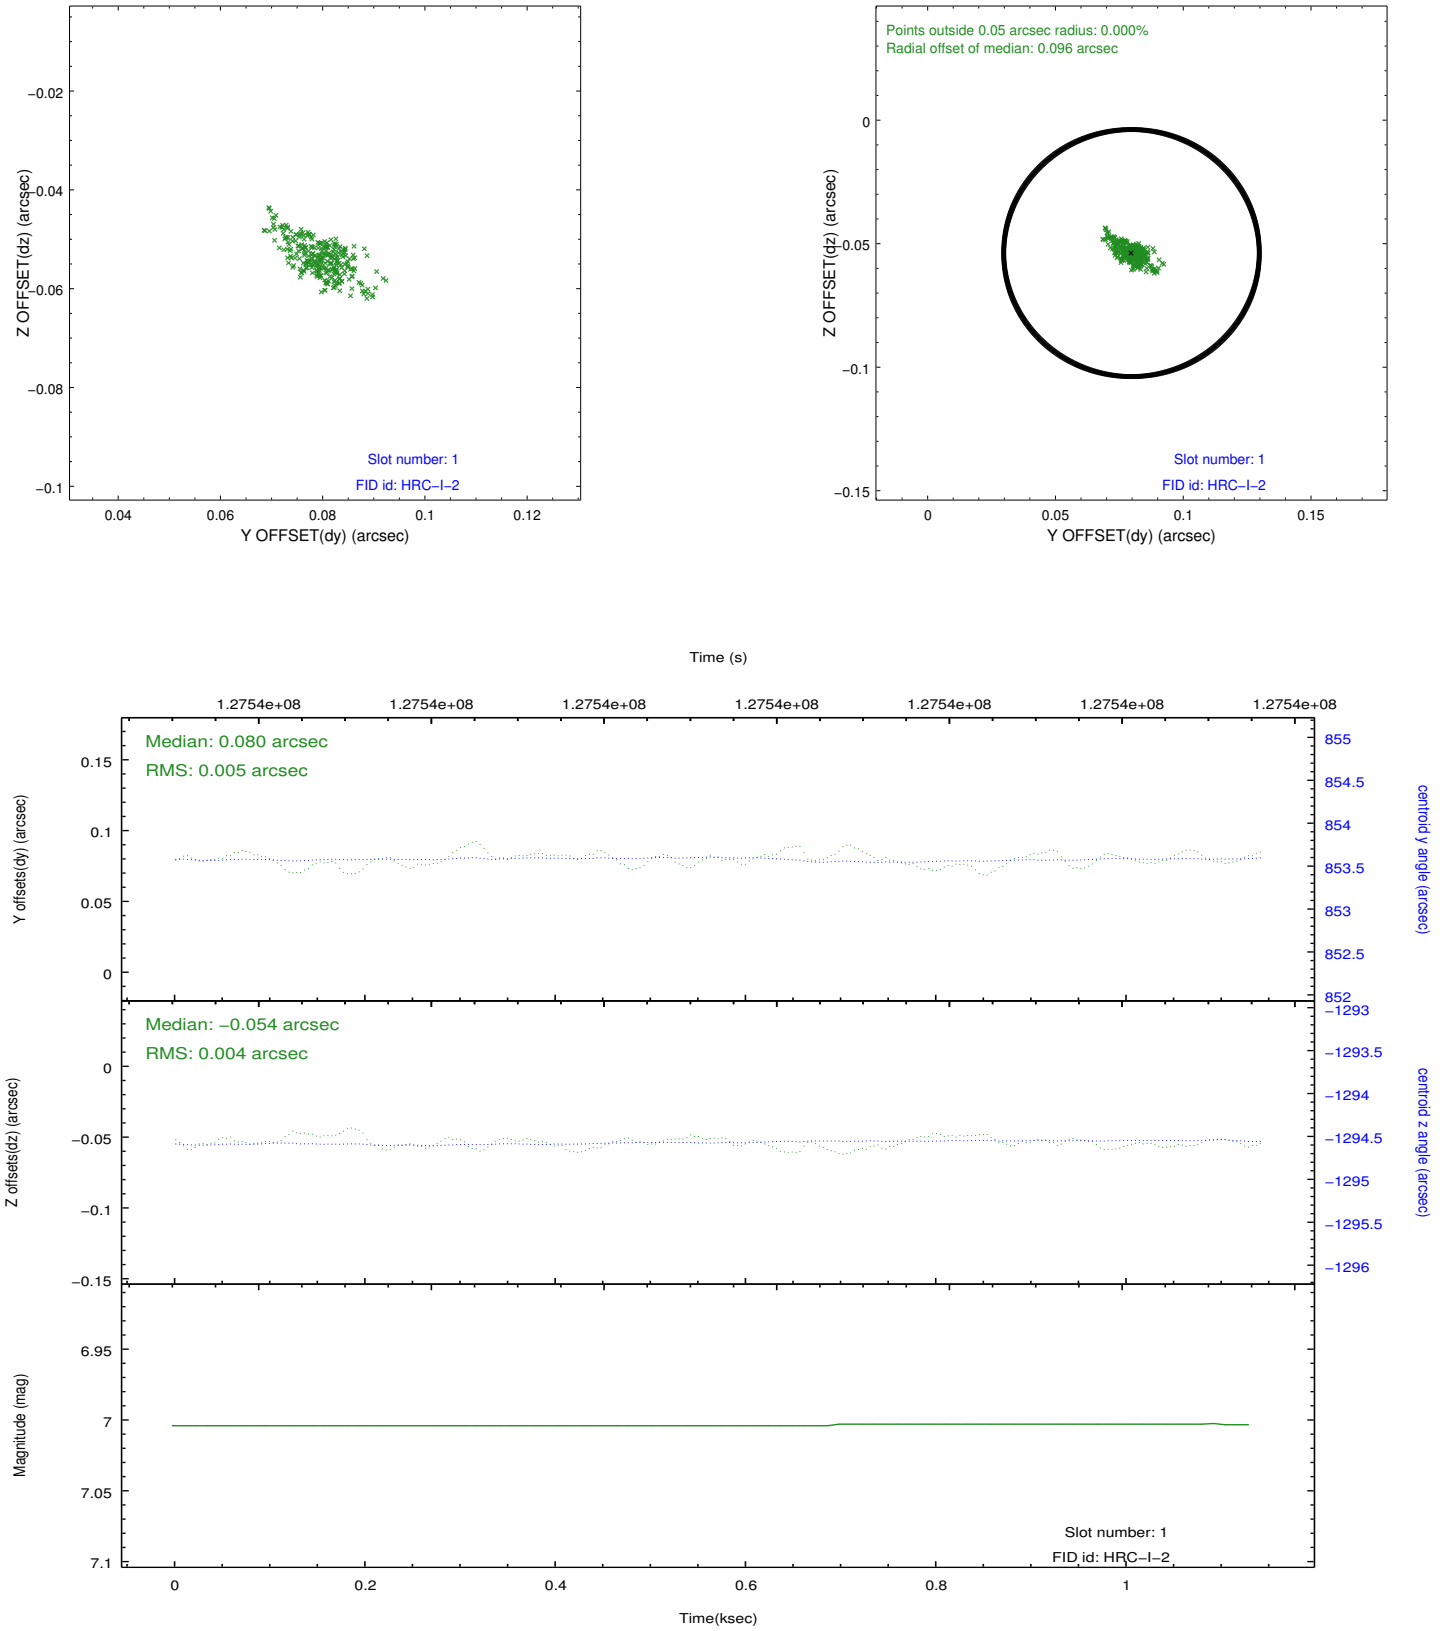 −0.02
−0.04
−0.06
−0.08
−0.1
Z OFFSET(dz) (arcsec)
Slot number: 1
FID id: HRC−I−2
0.04 0.06 0.08 0.1 0.12
Y OFFSET(dy) (arcsec)
Points outside 0.05 arcsec radius: 0.000%
Radial offset of median: 0.096 arcsec
0
−0.05
−0.1
−0.15
Z OFFSET(dz) (arcsec)
Slot number: 1
FID id: HRC−I−2
0 0.05 0.1 0.15
Y OFFSET(dy) (arcsec)
Time (s)
1.2754e+08 1.2754e+08 1.2754e+08 1.2754e+08 1.2754e+08 1.2754e+08 1.2754e+08
Median: 0.080 arcsec
RMS: 0.005 arcsec
0.15
0.1
0.05
0
Y offsets(dy) (arcsec)
855
854.5
854
853.5
853
852.5
852
centroid y angle (arcsec)
Median: −0.054 arcsec
RMS: 0.004 arcsec
0
−0.05
−0.1
−0.15
Z offsets(dz) (arcsec)
−1293
−1293.5
−1294
−1294.5
−1295
−1295.5
−1296
centroid z angle (arcsec)
6.95
7
7.05
7.1
Magnitude (mag)
Slot number: 1
FID id: HRC−I−2
0 0.2 0.4 0.6 0.8 1
Time(ksec)